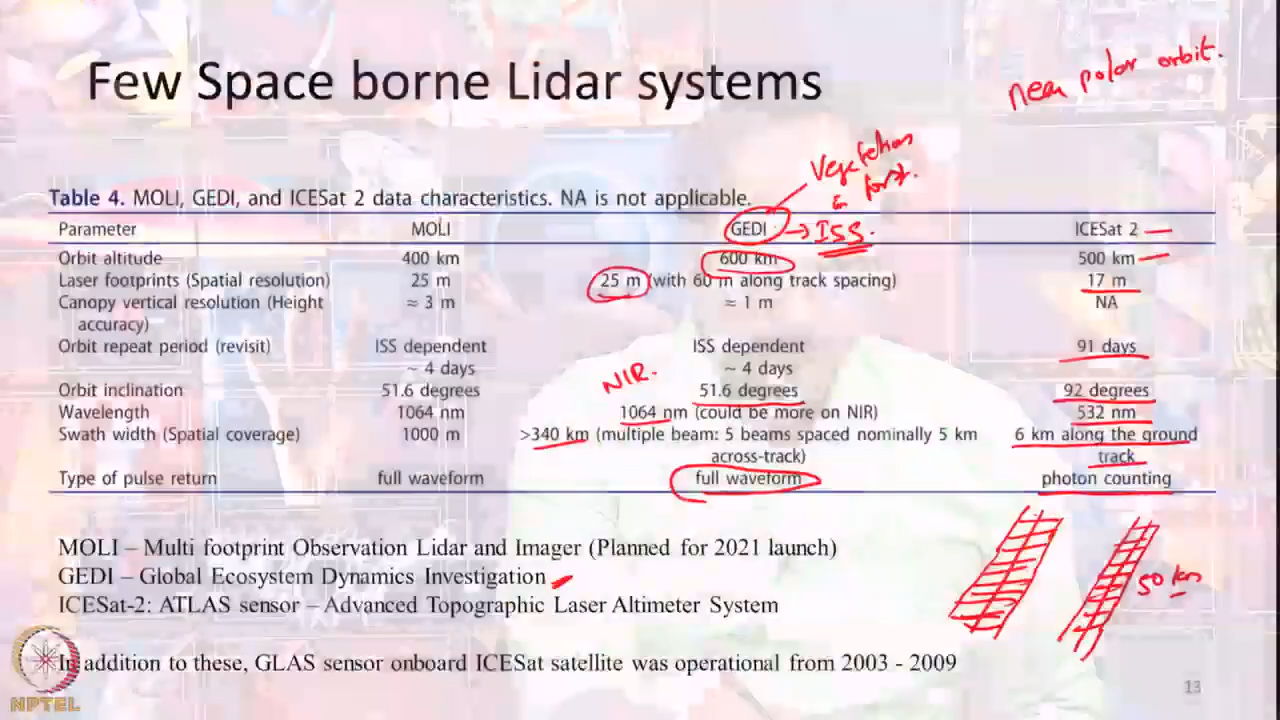 Few Space borne Lidar systems
near polar orbit.
Vegetation
& forst.
Table 4. MOLI, GEDI, and ICESat 2 data characteristics. NA is not applicable.
Parameter MOLI GEDI → ISS. ICESat 2
Orbit altitude 400 km 600 km 500 km
Laser footprints (Spatial resolution) 25 m 25 m (with 60 m along track spacing) 17 m
Canopy vertical resolution (Height ≈ 3 m ≈ 1 m NA
accuracy)
Orbit repeat period (revisit) ISS dependent ISS dependent 91 days
~ 4 days ~ 4 days
NIR.
Orbit inclination 51.6 degrees 51.6 degrees 92 degrees
Wavelength 1064 nm 1064 nm (could be more on NIR) 532 nm
Swath width (Spatial coverage) 1000 m >340 km (multiple beam: 5 beams spaced nominally 5 km 6 km along the ground
across-track) track
Type of pulse return full waveform full waveform photon counting
MOLI – Multi footprint Observation Lidar and Imager (Planned for 2021 launch)
GEDI – Global Ecosystem Dynamics Investigation
50 km
ICESat-2: ATLAS sensor – Advanced Topographic Laser Altimeter System
In addition to these, GLAS sensor onboard ICESat satellite was operational from 2003 - 2009
13
NPTEL